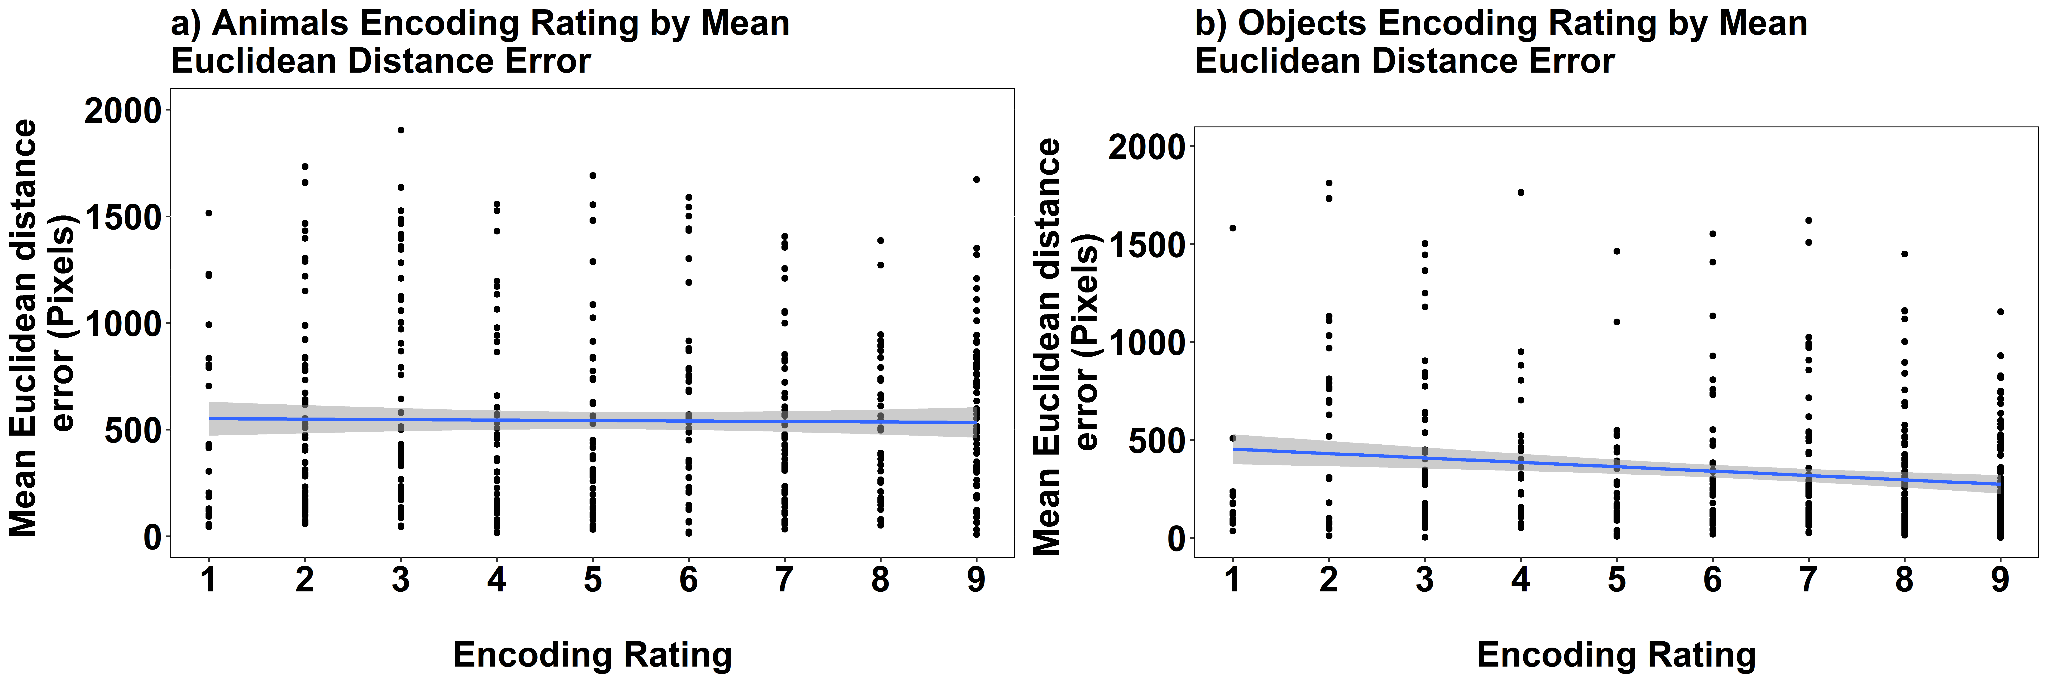 a) Animals Encoding Rating by Mean
Euclidean Distance Error
Mean Euclidean distance
error (Pixels)
2000
1500
1000
500
0
1 2 3 4 5 6 7 8 9
Encoding Rating
b) Objects Encoding Rating by Mean
Euclidean Distance Error
Mean Euclidean distance
error (Pixels)
2000
1500
1000
500
0
1 2 3 4 5 6 7 8 9
Encoding Rating